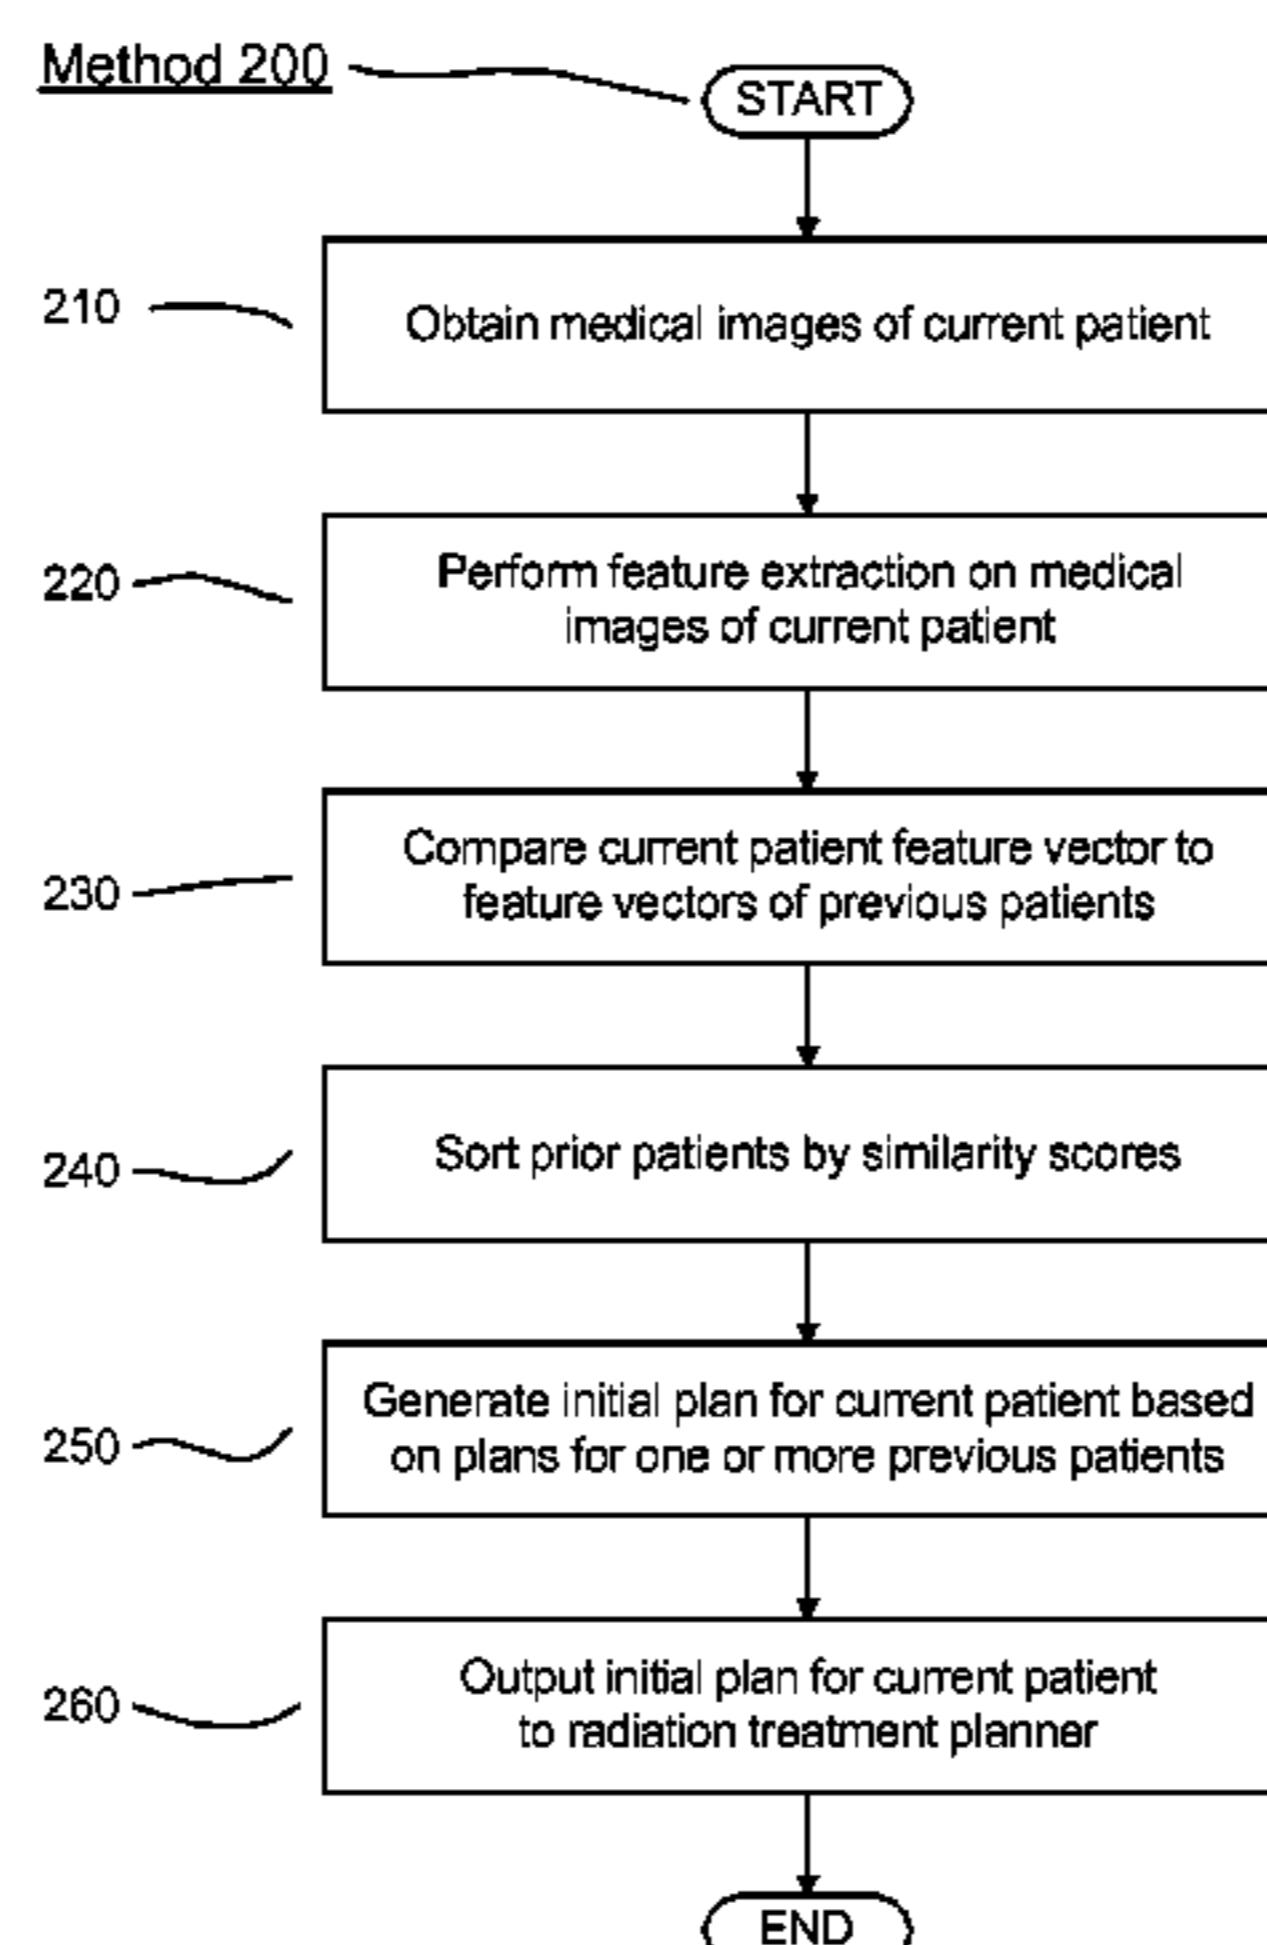 Method 200
START
210
Obtain medical images of current patient
220
Perform feature extraction on medical
images of current patient
230
Compare current patient feature vector to
feature vectors of previous patients
240
Sort prior patients by similarity scores
250
Generate initial plan for current patient based
on plans for one or more previous patients
260
Output initial plan for current patient
to radiation treatment planner
END